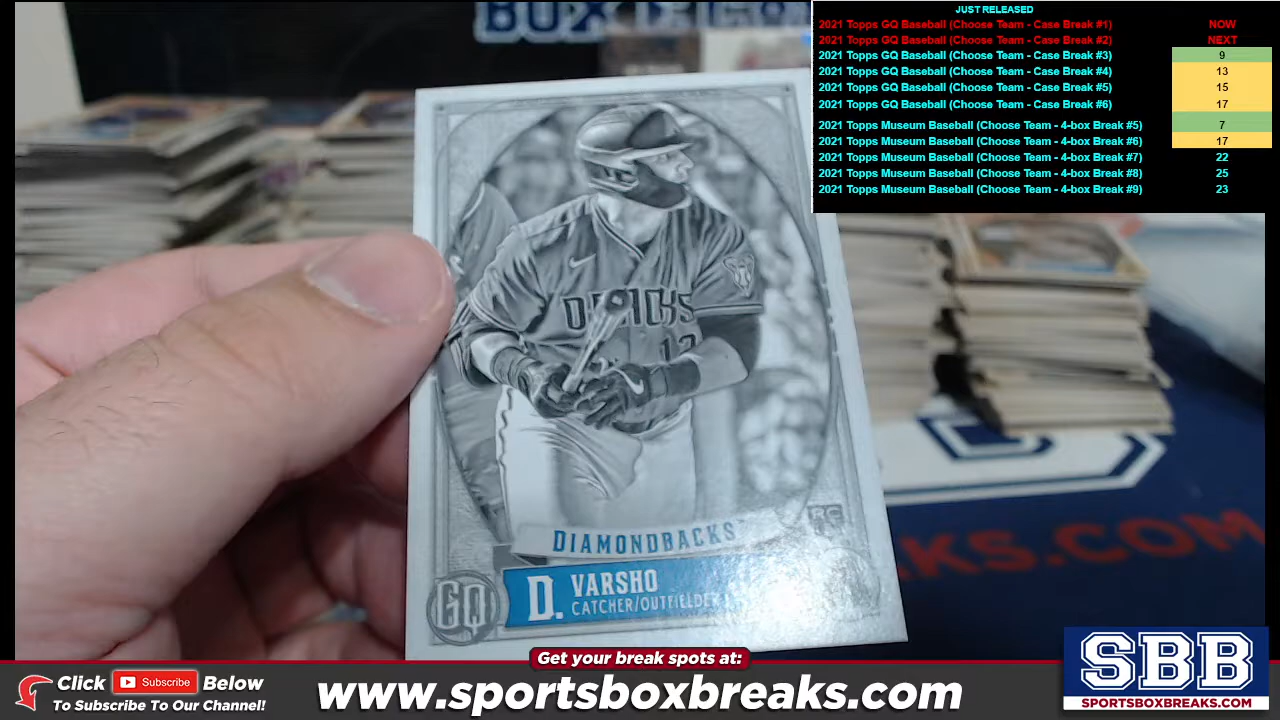 BOX
JUST RELEASED
2021 Topps GQ Baseball (Choose Team - Case Break #1) NOW
2021 Topps GQ Baseball (Choose Team - Case Break #2) NEXT
2021 Topps GQ Baseball (Choose Team - Case Break #3) 9
2021 Topps GQ Baseball (Choose Team - Case Break #4) 13
2021 Topps GQ Baseball (Choose Team - Case Break #5) 15
2021 Topps GQ Baseball (Choose Team - Case Break #6) 17
2021 Topps Museum Baseball (Choose Team - 4-box Break #5) 7
2021 Topps Museum Baseball (Choose Team - 4-box Break #6) 17
2021 Topps Museum Baseball (Choose Team - 4-box Break #7) 22
2021 Topps Museum Baseball (Choose Team - 4-box Break #8) 25
2021 Topps Museum Baseball (Choose Team - 4-box Break #9) 23
12
RC
DIAMONDBACKS
GQ
D. VARSHO
CATCHER/OUTFIELDER
KS.COM
Get your break spots at:
Click Subscribe Below
To Subscribe To Our Channel!
www.sportsboxbreaks.com
SBB
SPORTSBOXBREAKS.COM